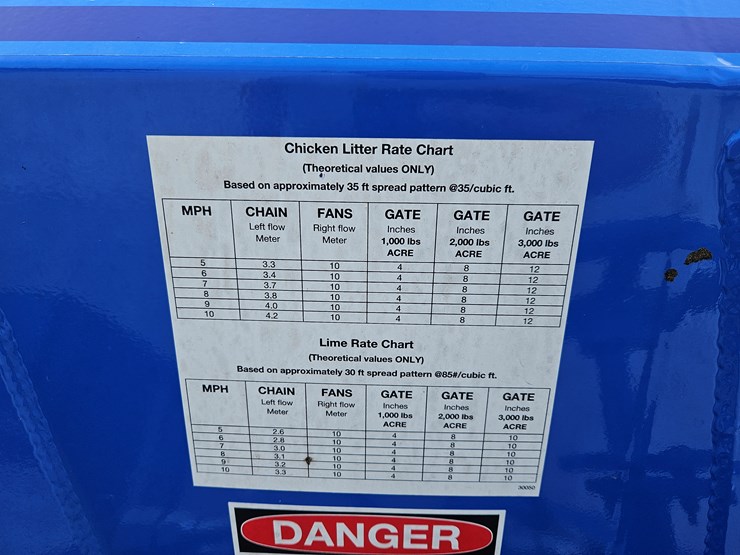 Chicken Litter Rate Chart
(Theoretical values ONLY)
Based on approximately 35 ft spread pattern @35/cubic ft.
MPH CHAIN FANS GATE GATE GATE
Left flow Right flow Inches Inches Inches
Meter Meter 1,000 lbs 2,000 lbs 3,000 lbs
ACRE ACRE ACRE
5 3.3 10 4 8 12
6 3.4 10 4 8 12
7 3.7 10 4 8 12
8 3.8 10 4 8 12
9 4.0 10 4 8 12
10 4.2 10 4 8 12
Lime Rate Chart
(Theoretical values ONLY)
Based on approximately 30 ft spread pattern @85#/cubic ft.
MPH CHAIN FANS GATE GATE GATE
Left flow Right flow Inches Inches Inches
Meter Meter 1,000 lbs 2,000 lbs 3,000 lbs
ACRE ACRE ACRE
5 2.6 10 4 8 10
6 2.8 10 4 8 10
7 3.0 10 4 8 10
8 3.1 10 4 8 10
9 3.2 10 4 8 10
10 3.3 10 4 8 10
30050
DANGER